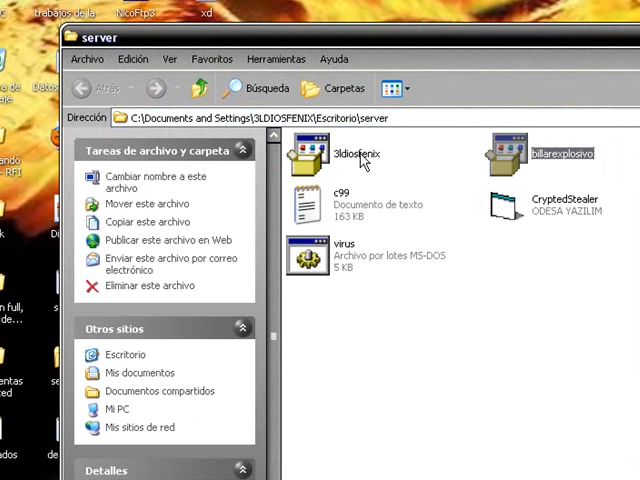 trabajos de la
NicoFtp3
xd
server
Archivo Edición Ver Favoritos Herramientas Ayuda
Atrás Búsqueda Carpetas
Dirección C:\Documents and Settings\3LDIOSFENIX\Escritorio\server
Tareas de archivo y carpeta
Cambiar nombre a este
archivo
Mover este archivo
Copiar este archivo
Publicar este archivo en Web
Enviar este archivo por correo
electrónico
Eliminar este archivo
Otros sitios
Escritorio
Mis documentos
Documentos compartidos
Mi PC
Mis sitios de red
Detalles
3ldiosfenix
billarexplosivo
c99
Documento de texto
163 KB
CryptedStealer
ODESA YAZILIM
virus
Archivo por lotes MS-DOS
5 KB
Datos
- RFI
n full,
de...